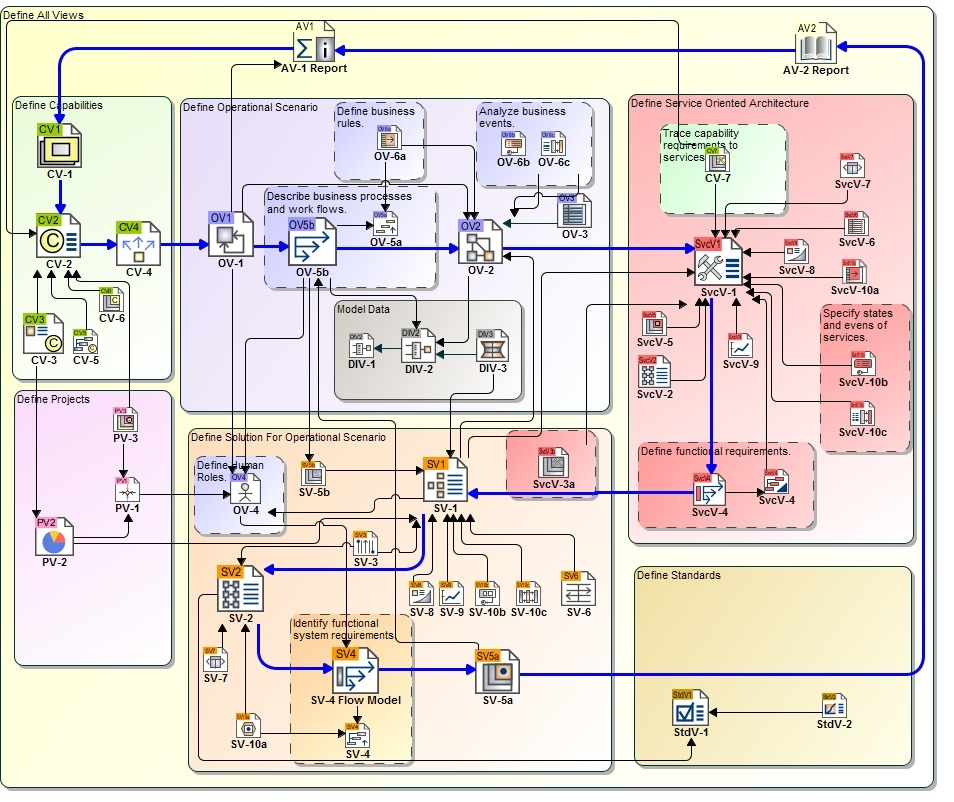 Define All Views
AV1
AV-1 Report
AV2
AV-2 Report
Define Capabilities
CV1
CV-1
CV2
CV-2
CV4
CV-4
CV-6
CV3
CV-3
CV-5
Define Operational Scenario
Define business
rules.
OV-6a
Analyze business
events.
OV-6b
OV-6c
OV3
OV-3
OV1
OV-1
Describe business processes
and work flows.
OV5b
OV-5b
OV-5a
OV2
OV-2
Model Data
DIV2
DIV-1
DIV2
DIV-2
DIV3
DIV-3
Define Service Oriented Architecture
Trace capability
requirements to
services
CV-7
SvcV-7
SvcV-6
SvcV1
SvcV-1
SvcV-8
SvcV-10a
SvcV-5
SvcV-2
SvcV-9
Specify states
and evens of
services.
SvcV-10b
SvcV-10c
Define functional requirements.
SvcV-4
SvcV-4
Define Projects
PV3
PV-3
PV1
PV-1
PV2
PV-2
Define Solution For Operational Scenario
Define Human
Roles.
OV4
OV-4
SV-5b
SV1
SV-1
SvcV-3a
SV3
SV-3
SV2
SV-2
SV-8
SV-9
SV-10b
SV-10c
SV6
SV-6
SV-7
Identify functional
system requirements
SV4
SV-4 Flow Model
SV5a
SV-5a
SV-10a
SV-4
Define Standards
StdV1
StdV-1
StdV-2